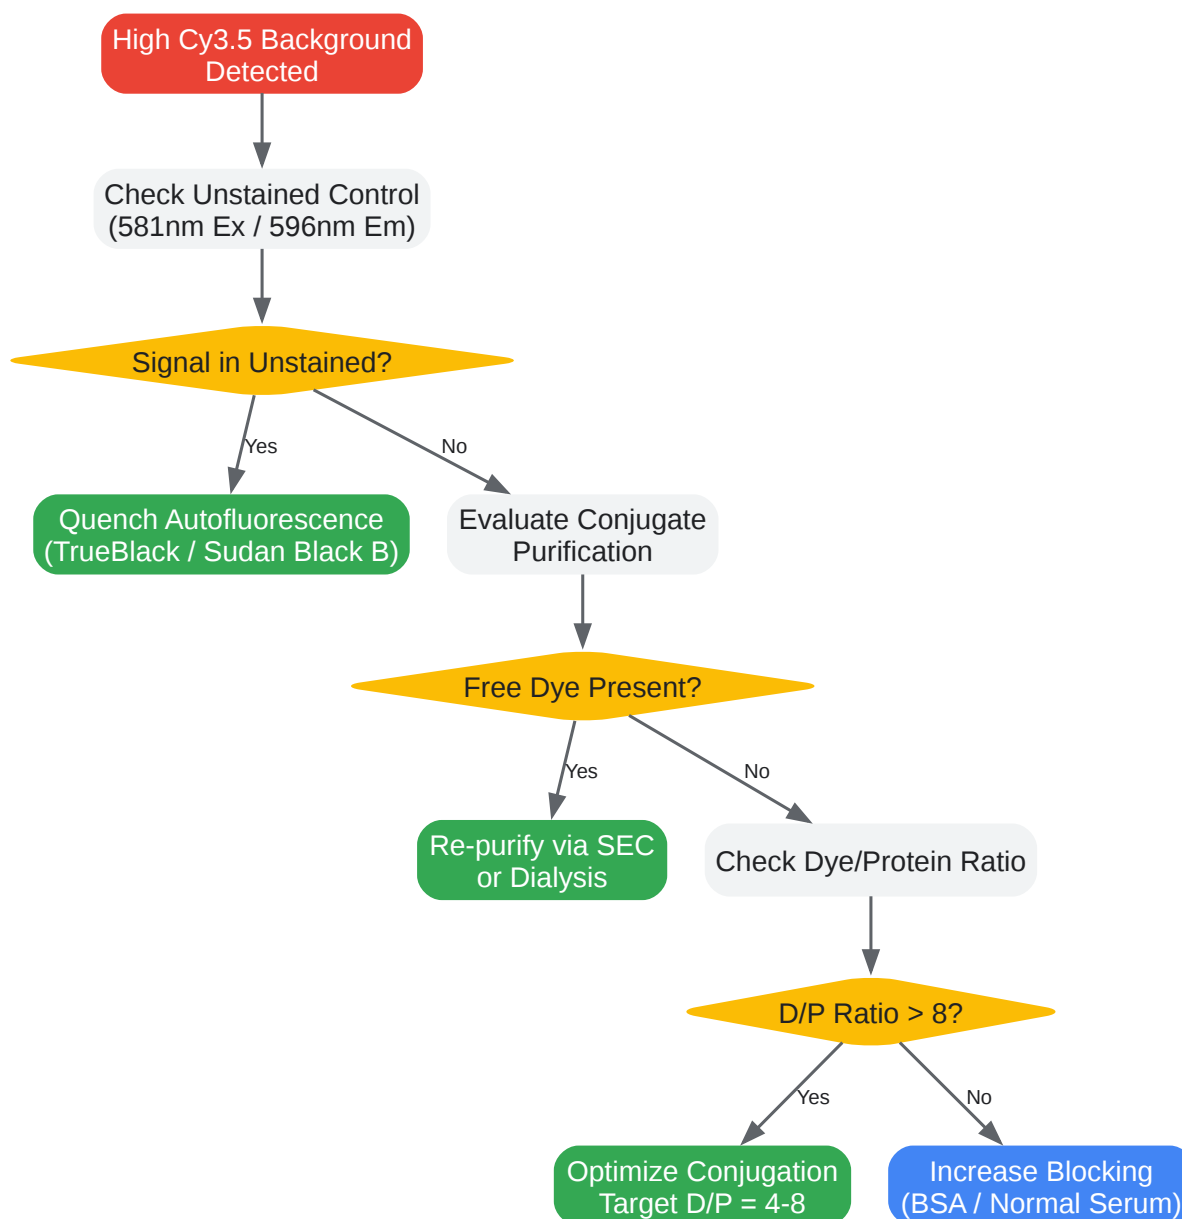 High Cy3.5 Background
Detected
Check Unstained Control
(581nm Ex / 596nm Em)
Signal in Unstained?
Yes
No
Quench Autofluorescence
(TrueBlack / Sudan Black B)
Evaluate Conjugate
Purification
Free Dye Present?
Yes
No
Re-purify via SEC
or Dialysis
Check Dye/Protein Ratio
D/P Ratio > 8?
Yes
No
Optimize Conjugation
Target D/P = 4-8
Increase Blocking
(BSA / Normal Serum)